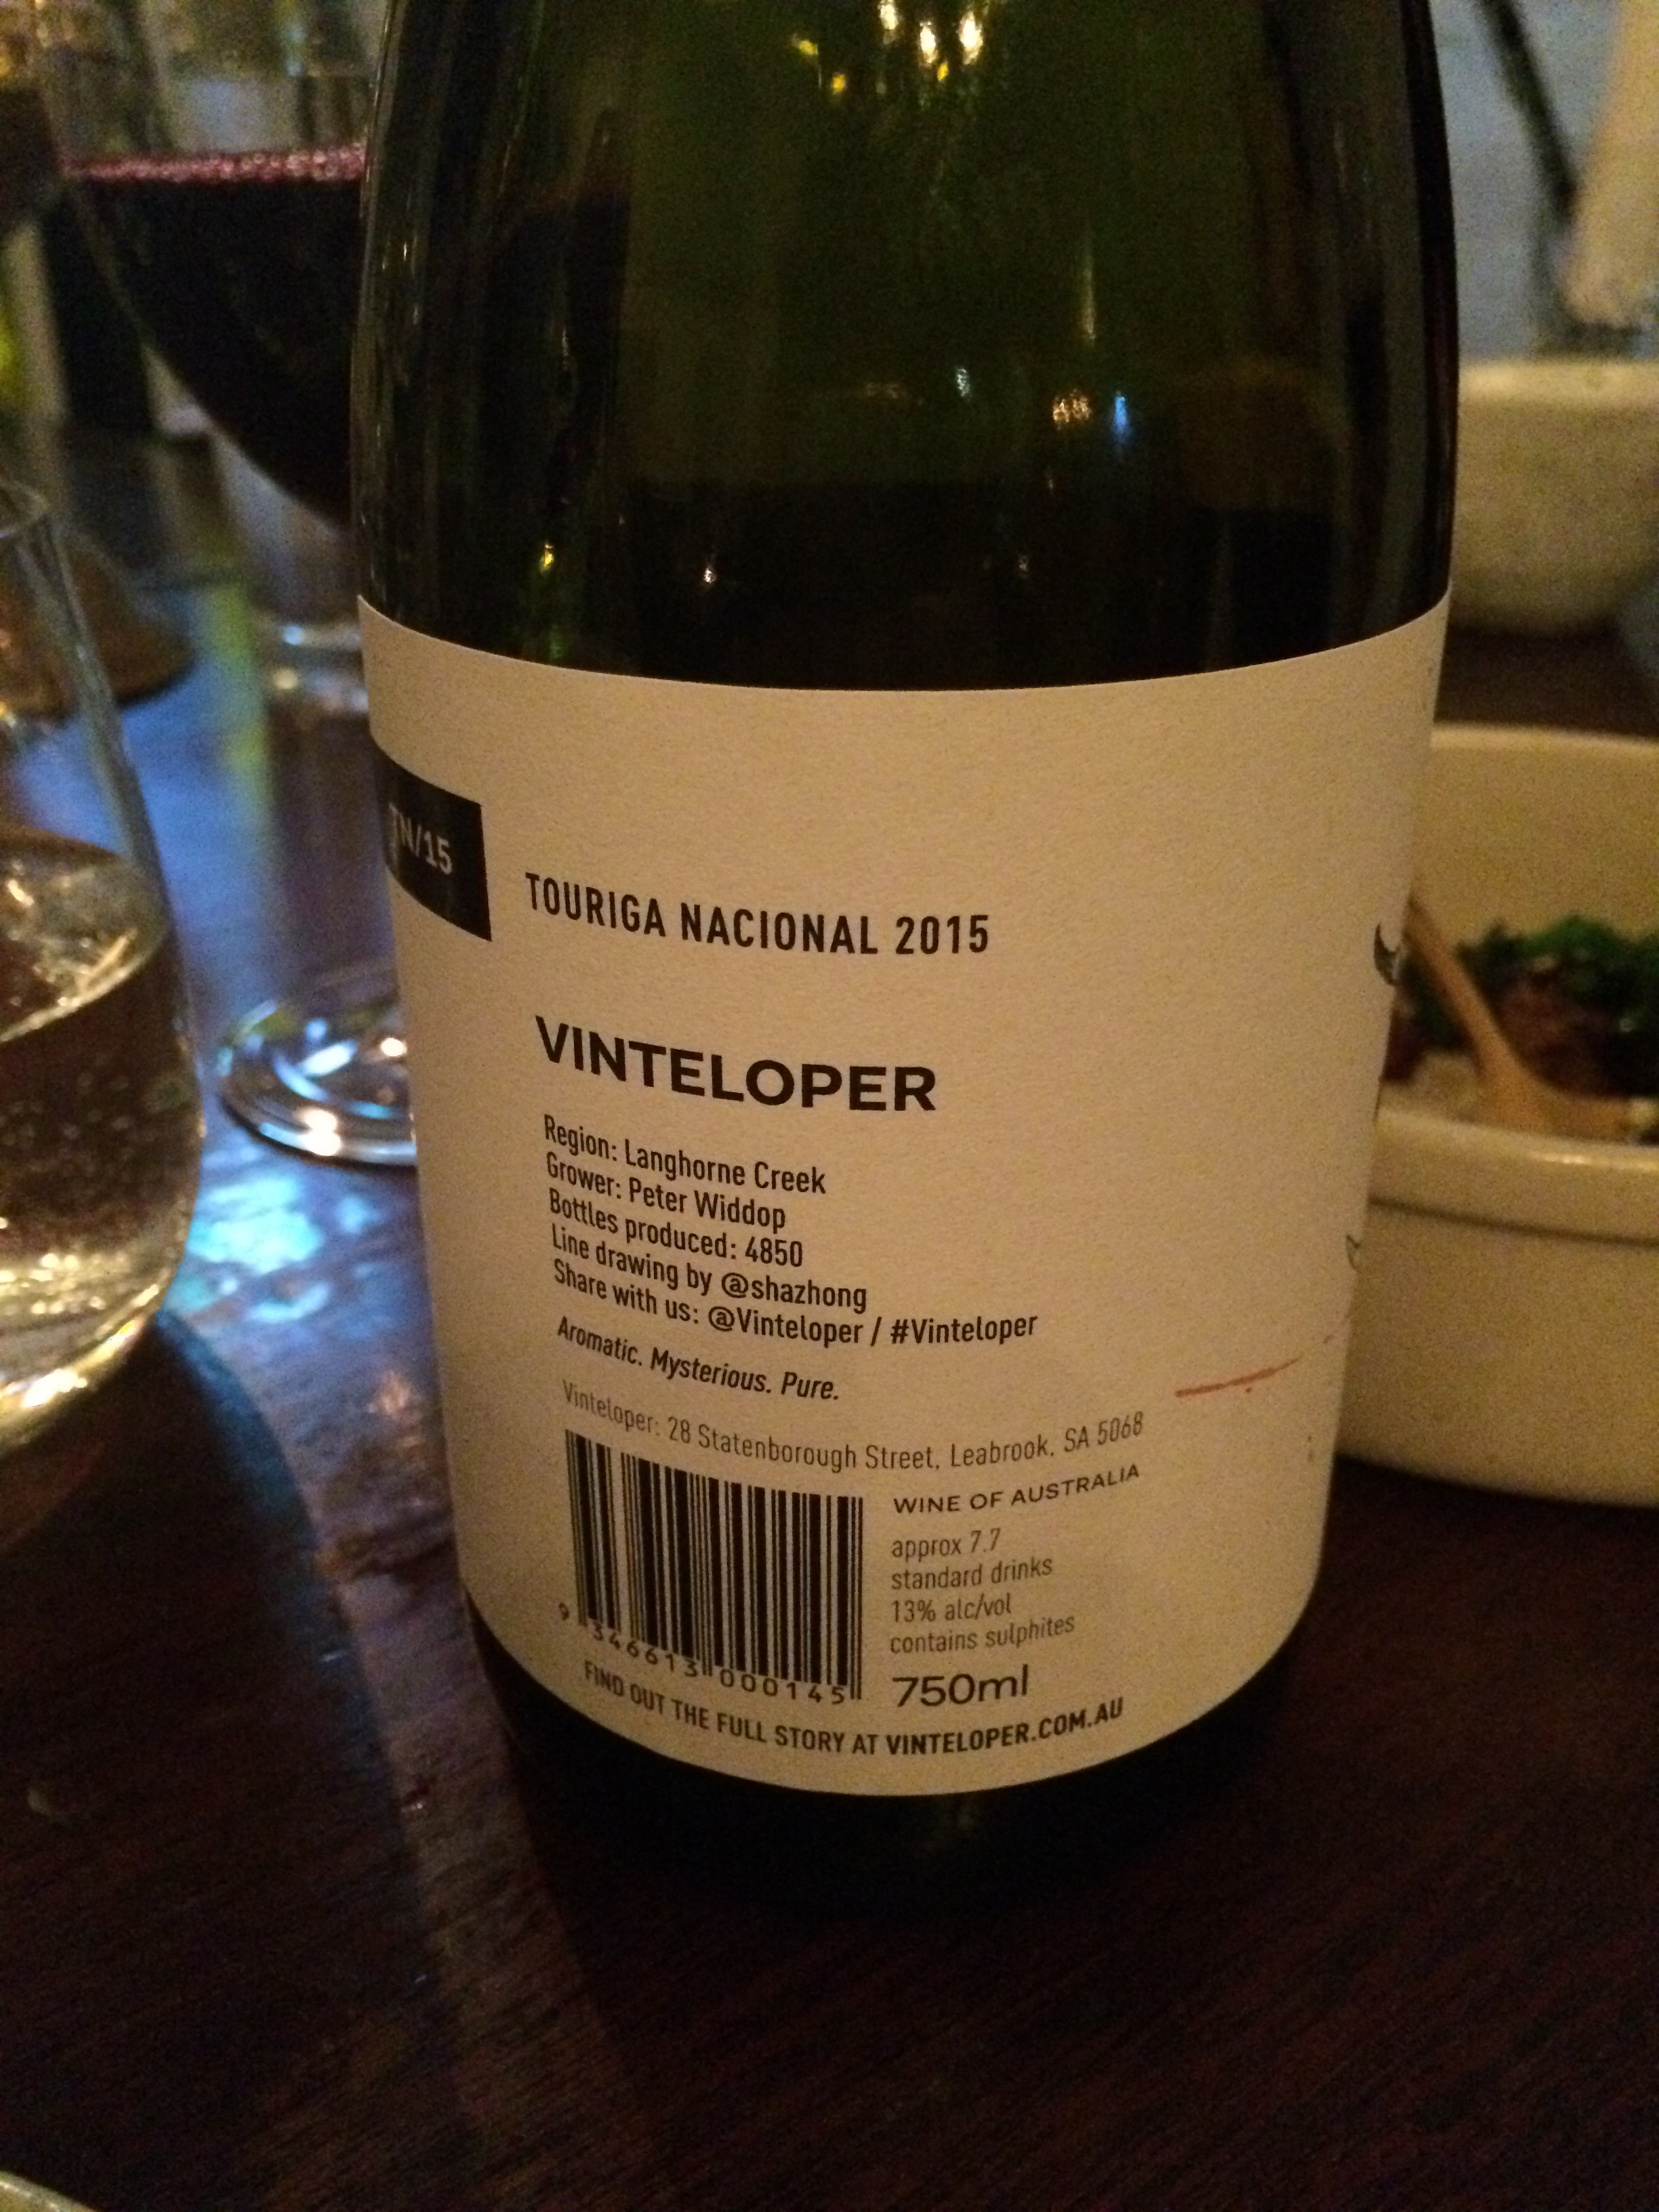 TN/15
TOURIGA NACIONAL 2015
VINTELOPER
Region: Langhorne Creek
Grower: Peter Widdop
Bottles produced: 4850
Line drawing by @shazhong
Share with us: @Vinteloper / #Vinteloper
Aromatic. Mysterious. Pure.
Vinteloper: 28 Statenborough Street, Leabrook, SA 5068
WINE OF AUSTRALIA
approx 7.7
standard drinks
13% alc/vol
contains sulphites
750ml
9 346613 000145
FIND OUT THE FULL STORY AT VINTELOPER.COM.AU